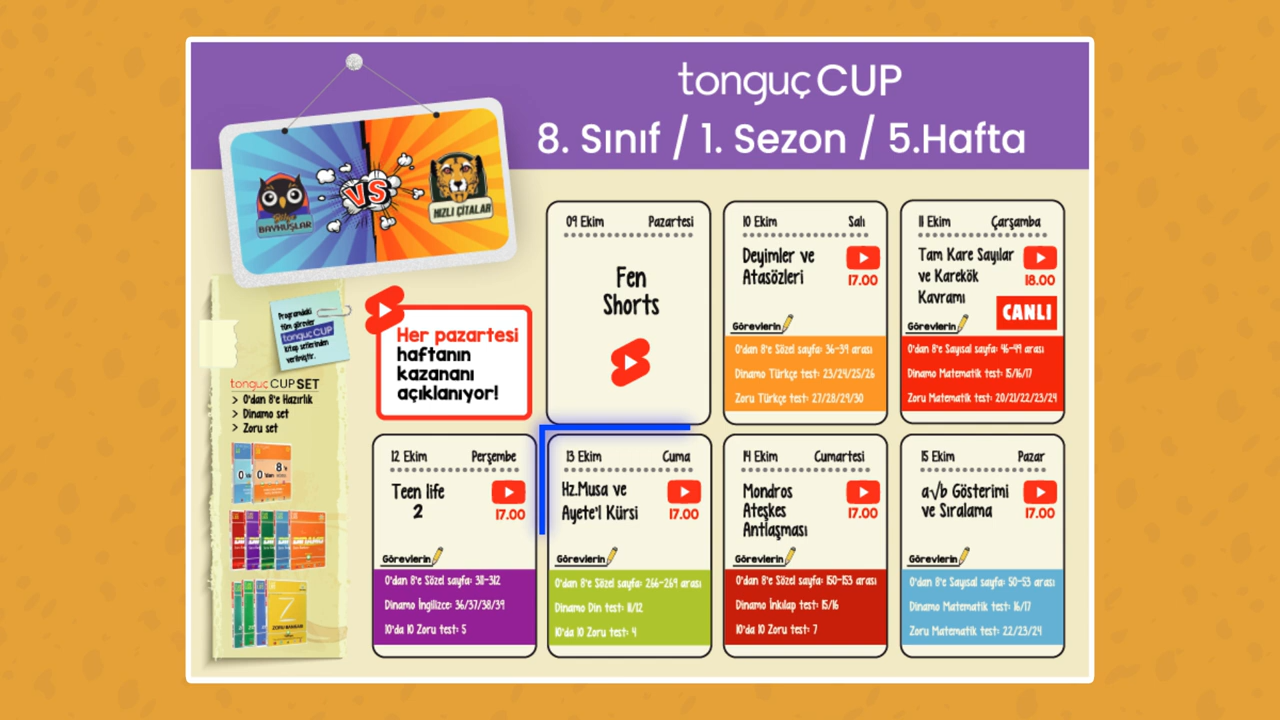 tonguç CUP
8. Sınıf / 1. Sezon / 5.Hafta
VS
BAYKUŞLAR
HIZLI ÇİTALAR
Programdaki
tüm görevler
tonguç CUP
kitap setlerinden
verilmiştir.
tonguç CUP SET
> 0'dan 8'e Hazırlık
> Dinamo set
> Zoru set
Her pazartesi
haftanın
kazananı
açıklanıyor!
09 Ekim Pazartesi
Fen
Shorts
10 Ekim Salı
Deyimler ve
Atasözleri
17.00
Görevlerin
0'dan 8'e Sözel sayfa: 36-39 arası
Dinamo Türkçe test: 23/24/25/26
Zoru Türkçe test: 27/28/29/30
11 Ekim Çarşamba
Tam Kare Sayılar
ve Karekök
Kavramı
18.00
CANLI
Görevlerin
0'dan 8'e Sayısal sayfa: 46-49 arası
Dinamo Matematik test: 15/16/17
Zoru Matematik test: 20/21/22/23/24
12 Ekim Perşembe
Teen life
2
17.00
Görevlerin
0'dan 8'e Sözel sayfa: 311-312
Dinamo İngilizce: 36/37/38/39
10'da 10 Zoru test: 5
13 Ekim Cuma
Hz.Musa ve
Ayete'l Kürsi
17.00
Görevlerin
0'dan 8'e Sözel sayfa: 266-269 arası
Dinamo Din test: 11/12
10'da 10 Zoru test: 4
14 Ekim Cumartesi
Mondros
Ateşkes
Antlaşması
17.00
Görevlerin
0'dan 8'e Sözel sayfa: 150-153 arası
Dinamo İnkılap test: 15/16
10'da 10 Zoru test: 7
15 Ekim Pazar
a√b Gösterimi
ve Sıralama
17.00
Görevlerin
0'dan 8'e Sayısal sayfa: 50-53 arası
Dinamo Matematik test: 16/17
Zoru Matematik test: 22/23/24